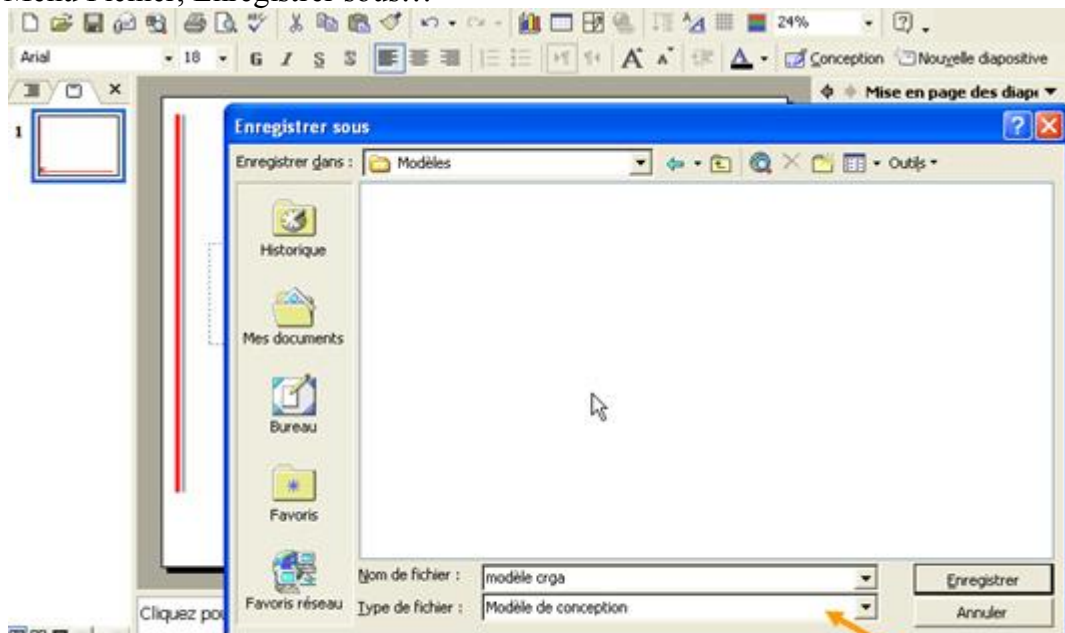 Menu Fichier, Enregistrer sous…
24%
Arial 18 G I S S Conception Nouvelle diapositive
Mise en page des diapo
1
Enregistrer sous
Enregistrer dans : Modèles Outils
Historique
Mes documents
Bureau
Favoris
Favoris réseau
Nom de fichier : modèle crga Enregistrer
Type de fichier : Modèle de conception Annuler
Cliquez pou